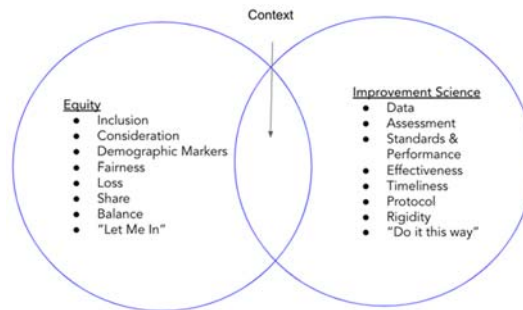 Context
Equity
● Inclusion
● Consideration
● Demographic Markers
● Fairness
● Loss
● Share
● Balance
● “Let Me In”
Improvement Science
● Data
● Assessment
● Standards &
Performance
● Effectiveness
● Timeliness
● Protocol
● Rigidity
● “Do it this way”